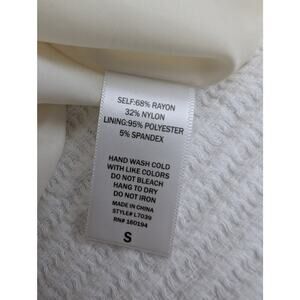 SELF:68% RAYON
32% NYLON
LINING:95% POLYESTER
5% SPANDEX
HAND WASH COLD
WITH LIKE COLORS
DO NOT BLEACH
HANG TO DRY
DO NOT IRON
MADE IN CHINA
STYLE# L7039
RN# 160194
S